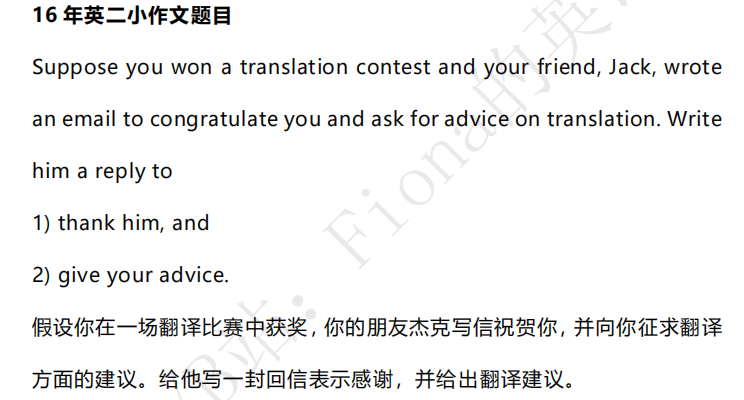 16 年英二小作文题目
Suppose you won a translation contest and your friend, Jack, wrote
an email to congratulate you and ask for advice on translation. Write
him a reply to
1) thank him, and
2) give your advice.
假设你在一场翻译比赛中获奖，你的朋友杰克写信祝贺你，并向你征求翻译
方面的建议。给他写一封回信表示感谢，并给出翻译建议。
B站：Fiona的英